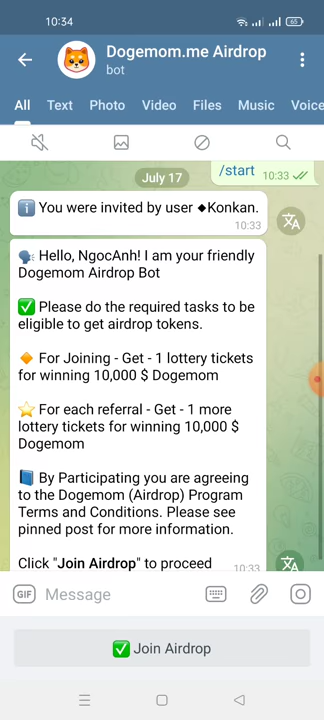 10:34
65
Dogemom.me Airdrop
bot
All Text Photo Video Files Music Voice
/start 10:33
July 17
You were invited by user ◆Konkan.
10:33
🗣 Hello, NgocAnh! I am your friendly
Dogemom Airdrop Bot
✅ Please do the required tasks to be
eligible to get airdrop tokens.
🔸 For Joining - Get - 1 lottery tickets
for winning 10,000 $ Dogemom
⭐ For each referral - Get - 1 more
lottery tickets for winning 10,000 $
Dogemom
📘 By Participating you are agreeing
to the Dogemom (Airdrop) Program
Terms and Conditions. Please see
pinned post for more information.
Click "Join Airdrop" to proceed
10:33
GIF Message
✅ Join Airdrop